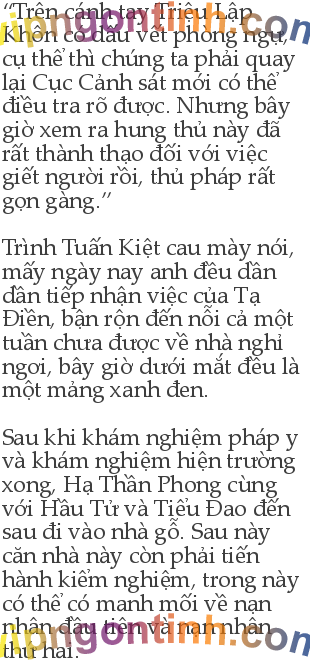 “Trên cánh tay Triệu Lập
Khôn có dấu vết phòng ngự,
cụ thể thì chúng ta phải quay
lại Cục Cảnh sát mới có thể
điều tra rõ được. Nhưng bây
giờ xem ra hung thủ này đã
rất thành thạo đối với việc
giết người rồi, thủ pháp rất
gọn gàng.”
Trình Tuấn Kiệt cau mày nói,
mấy ngày nay anh đều dần
dần tiếp nhận việc của Tạ
Điền, bận rộn đến nỗi cả một
tuần chưa được về nhà nghỉ
ngơi, bây giờ dưới mắt đều là
một mảng xanh đen.
Sau khi khám nghiệm pháp y
và khám nghiệm hiện trường
xong, Hạ Thần Phong cùng
với Hầu Tử và Tiểu Đao đến
sau đi vào nhà gỗ. Sau này
căn nhà này còn phải tiến
hành kiểm nghiệm, trong này
có thể có manh mối về nạn
nhân đầu tiên và nạn nhân
thứ hai.
vipngontinh.com
vipngontinh.com